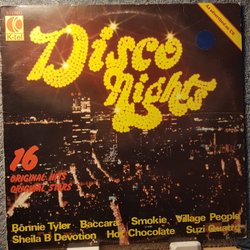 K-tel
Disco
Nights
16
ORIGINAL HITS
ORIGINAL STARS
Bonnie Tyler Baccara Smokie Village People
Sheila B Devotion Hot Chocolate Suzi Quatro